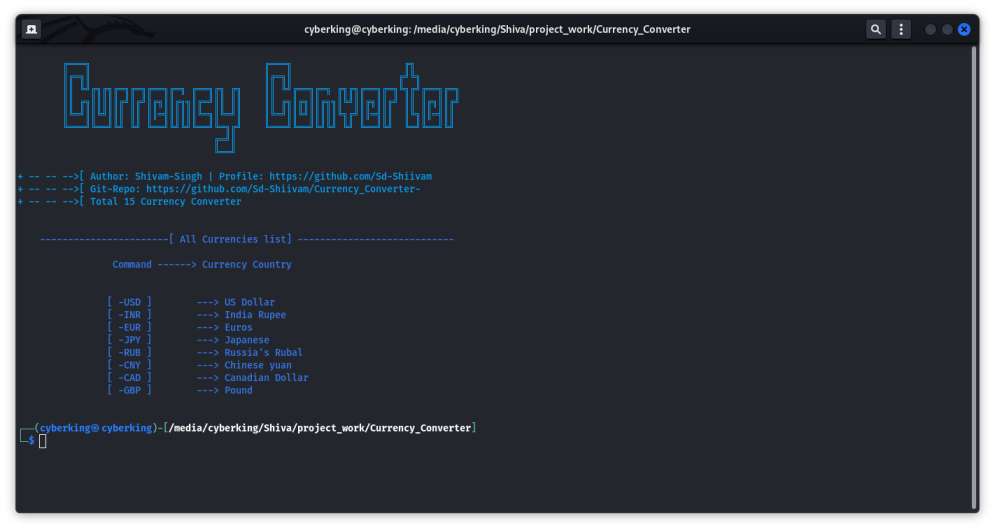 cyberking@cyberking: /media/cyberking/Shiva/project_work/Currency_Converter
Currency Converter
+ -- -- -->[ Author: Shivam-Singh | Profile: https://github.com/Sd-Shiivam
+ -- -- -->[ Git-Repo: https://github.com/Sd-Shiivam/Currency_Converter-
+ -- -- -->[ Total 15 Currency Converter
-----------------------[ All Currencies list] ----------------------------
Command ------> Currency Country
[ -USD ] ---> US Dollar
[ -INR ] ---> India Rupee
[ -EUR ] ---> Euros
[ -JPY ] ---> Japanese
[ -RUB ] ---> Russia's Rubal
[ -CNY ] ---> Chinese yuan
[ -CAD ] ---> Canadian Dollar
[ -GBP ] ---> Pound
┌──(cyberking㉿cyberking)-[/media/cyberking/Shiva/project_work/Currency_Converter]
└─$